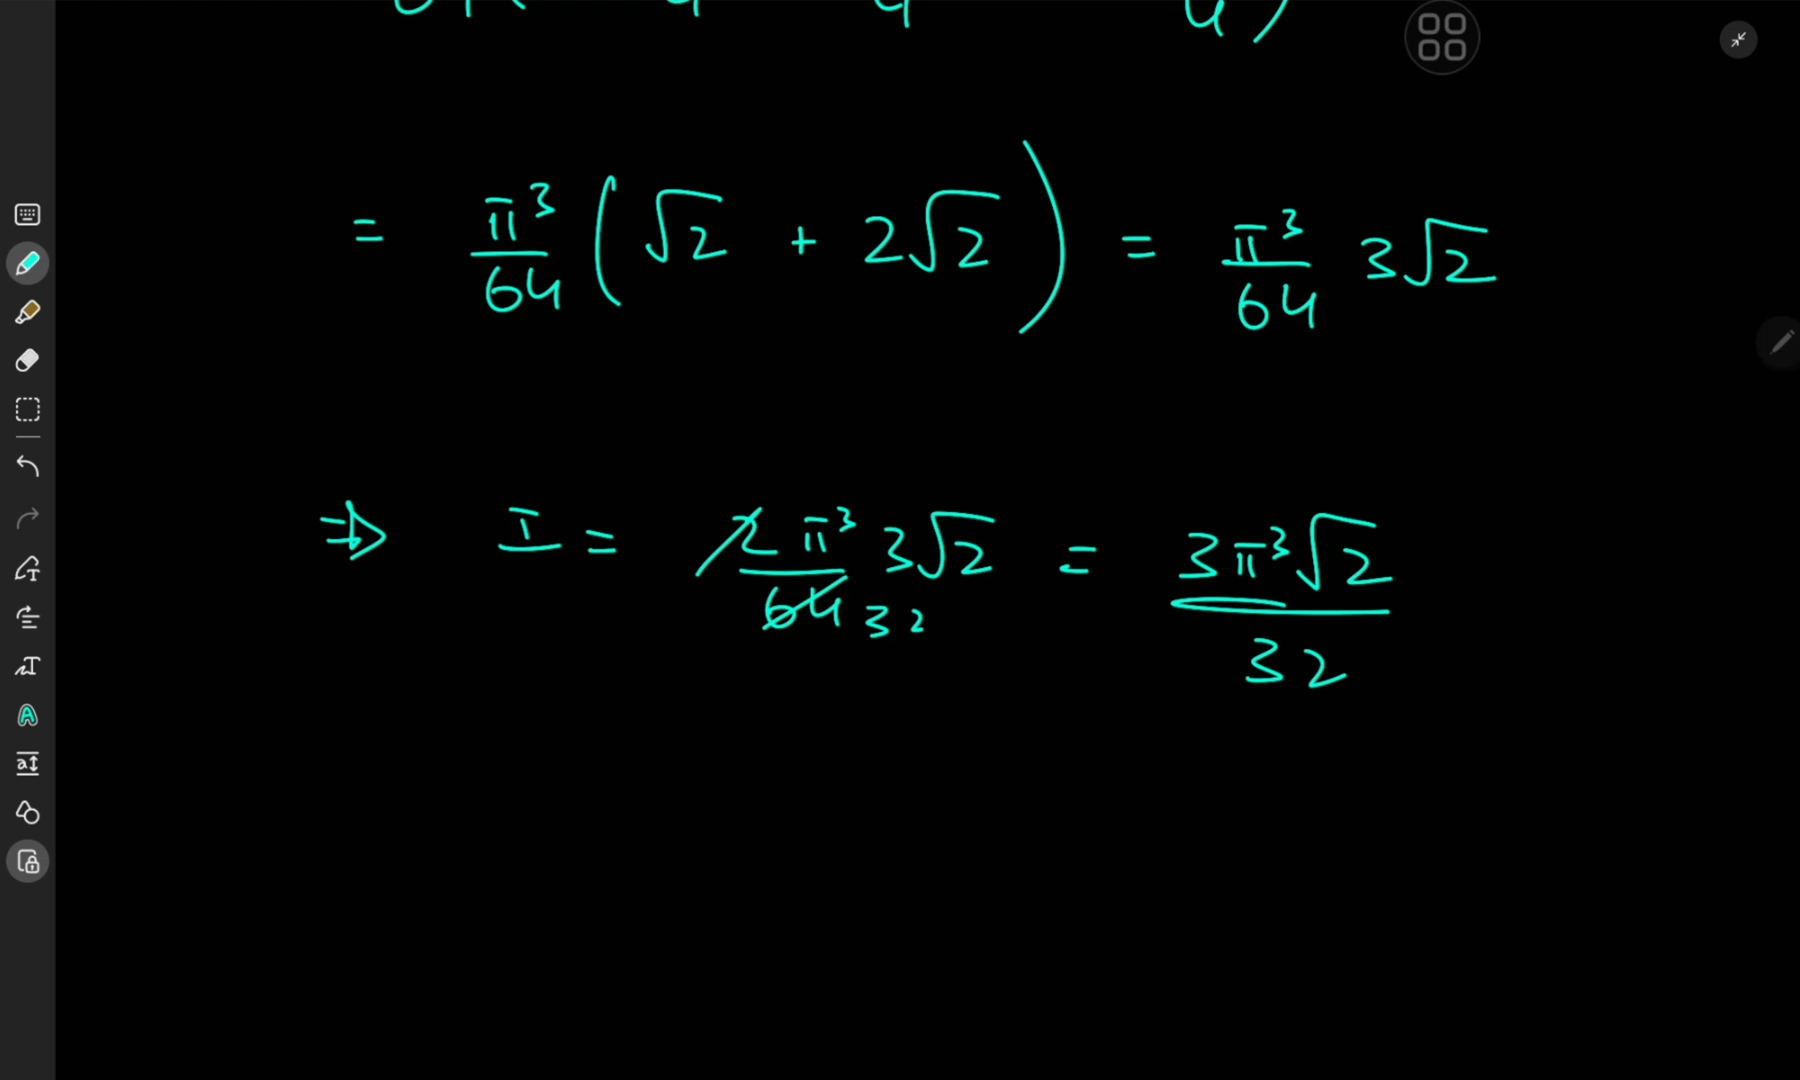 = π³/64 (√2 + 2√2) = π³/64 3√2
⇒ I = 2π³/64 32 3√2 = 3π³√2/32